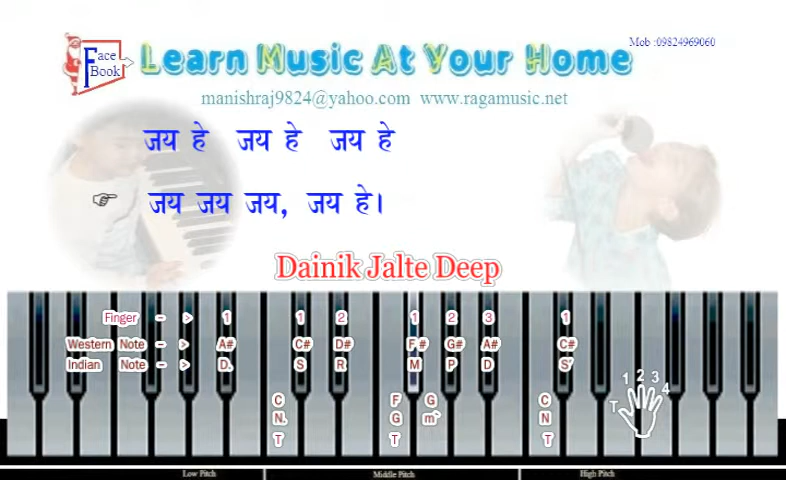 Face Book
Learn Music At Your Home
Mob :09824969060
manishraj9824@yahoo.com www.ragamusic.net
जय हे जय हे जय हे
जय जय जय, जय हे।
Dainik Jalte Deep
Finger - > 1 1 2 1 2 3 1
Western Note - > A# C# D# F# G# A# C#
Indian Note - > D. S R M P D S'
C F G C
N. G m` N
T T T
T 1 2 3 4
Low Pitch Middle Pitch High Pitch